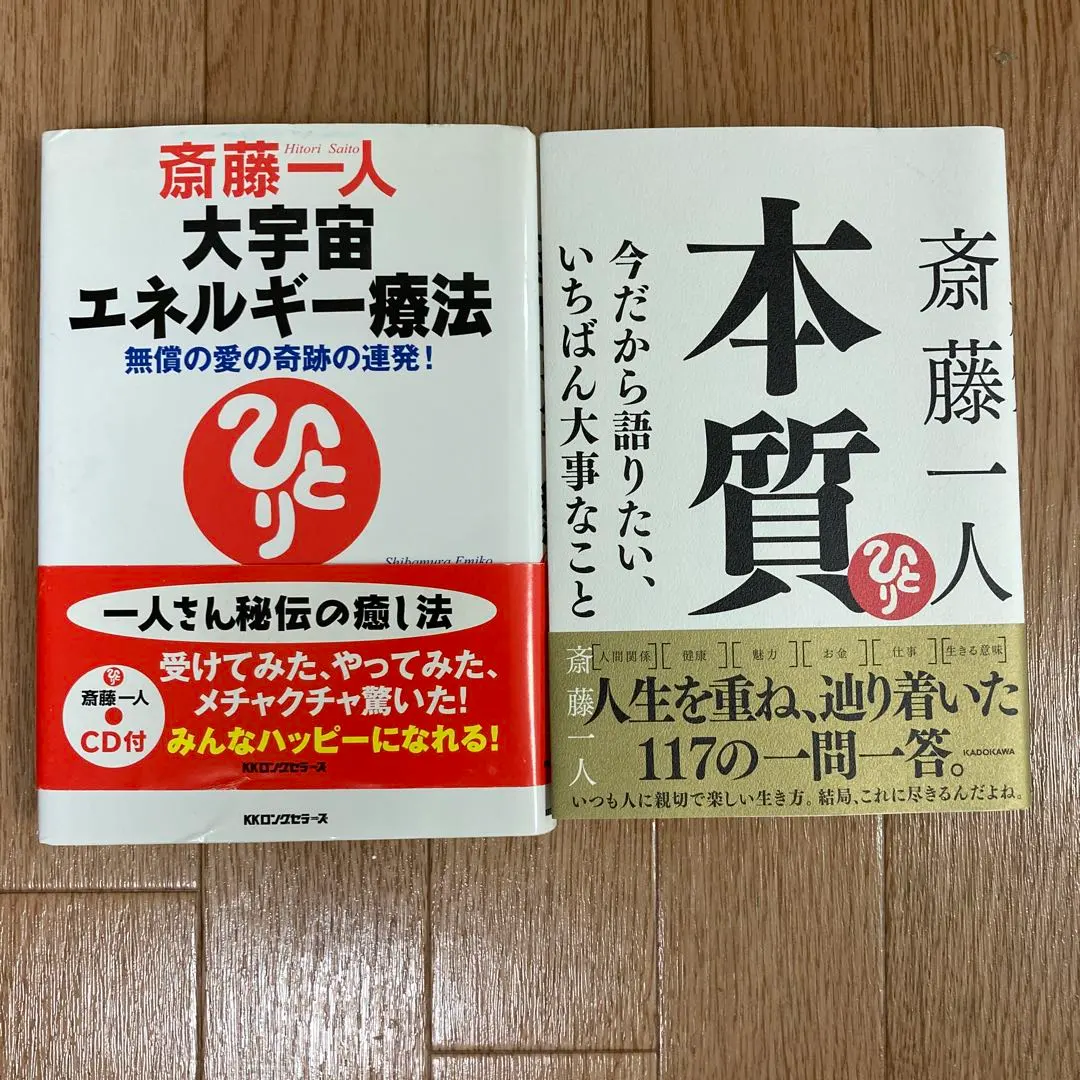 斎藤一人
Hitori Saito
大宇宙
エネルギー療法
無償の愛の奇跡の連発!
ひとり
Shibamura Emiko
一人さん秘伝の癒し法
斎藤一人
CD付
受けてみた、やってみた、
メチャクチャ驚いた!
みんなハッピーになれる!
KKロングセラーズ
KKロングセラーズ
斎藤一人
本質
今だから語りたい、
いちばん大事なこと
ひとり
斎藤一人
[人間関係][健康][魅力][お金][仕事][生きる意味]
人生を重ね、辿り着いた
117の一問一答。
KADOKAWA
いつも人に親切で楽しい生き方。結局、これに尽きるんだよね。